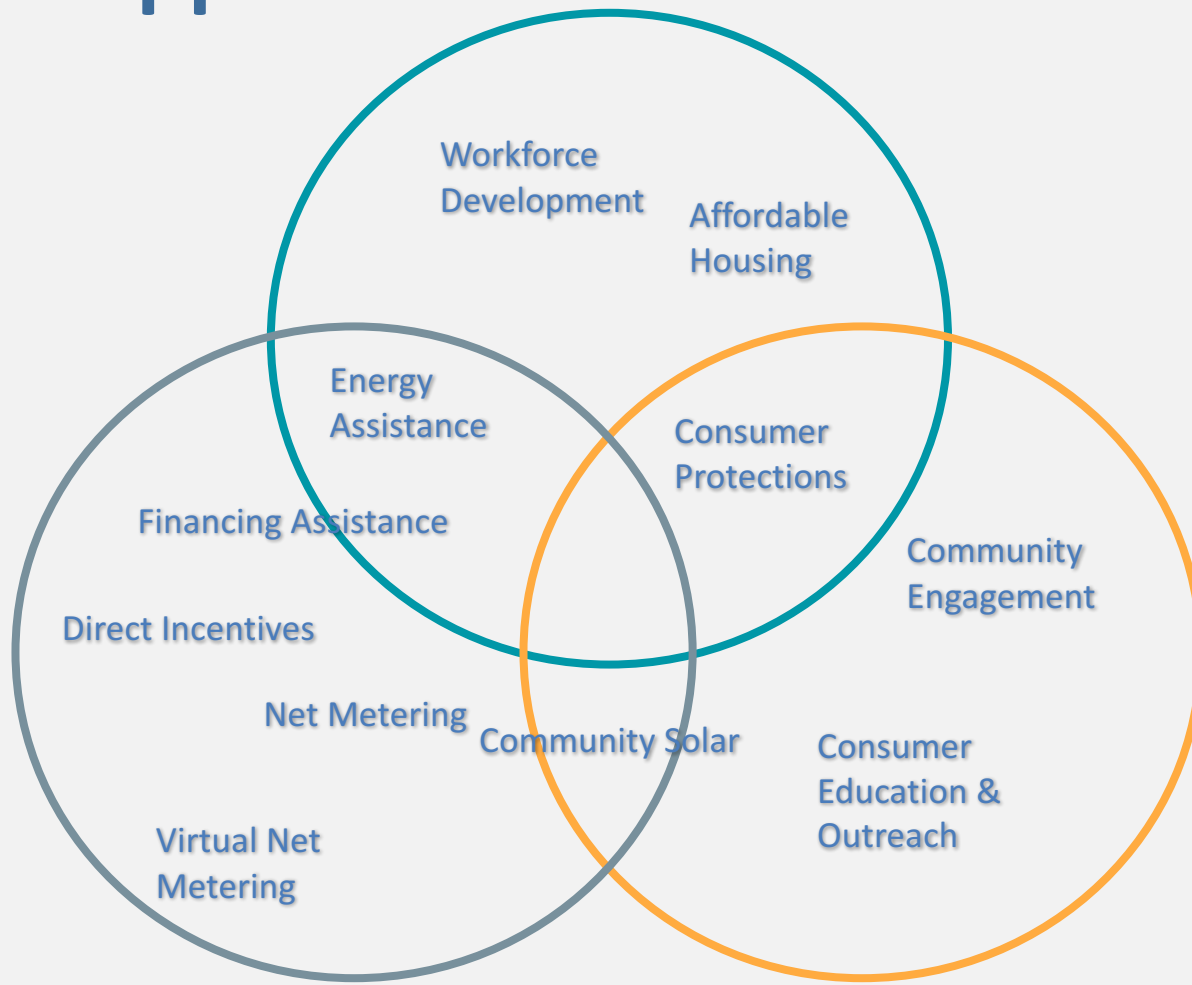 Workforce
Development
Affordable
Housing
Energy
Assistance
Consumer
Protections
Financing Assistance
Community
Engagement
Direct Incentives
Net Metering
Community Solar
Consumer
Education &
Outreach
Virtual Net
Metering